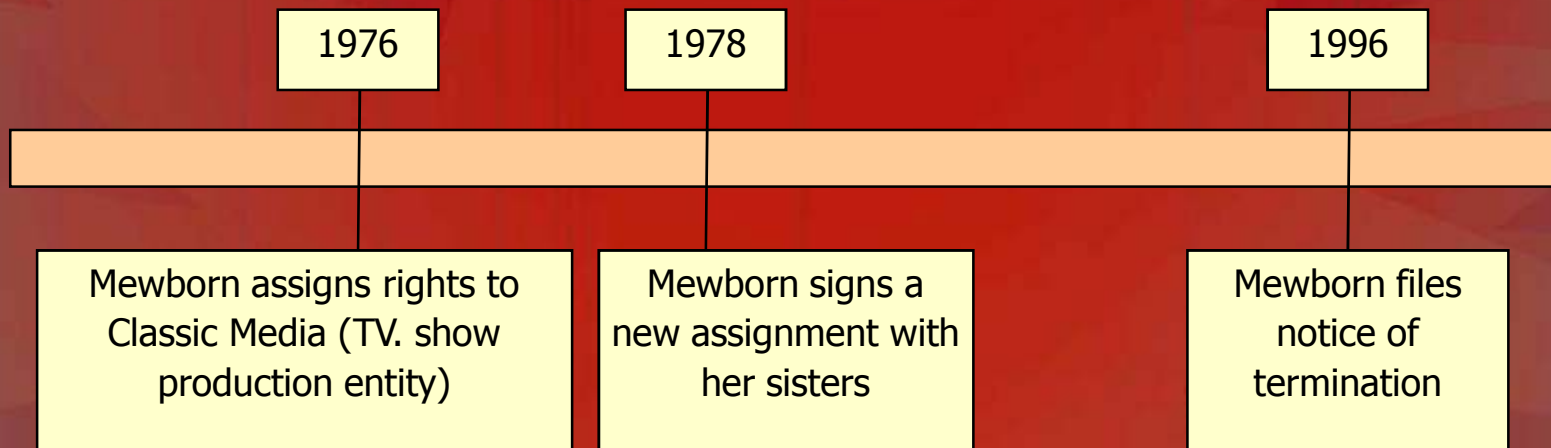 1976
1978
1996
Mewborn assigns rights to
Classic Media (TV. show
production entity)
Mewborn signs a
new assignment with
her sisters
Mewborn files
notice of
termination